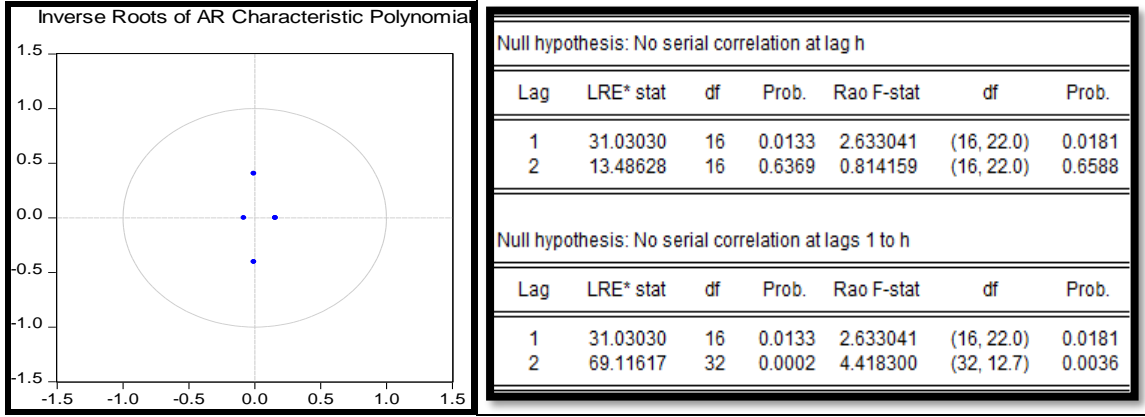 Inverse Roots of AR Characteristic Polynomial
1.5
1.0
0.5
0.0
-0.5
-1.0
-1.5
-1.5 -1.0 -0.5 0.0 0.5 1.0 1.5
Null hypothesis: No serial correlation at lag h
Lag LRE* stat df Prob. Rao F-stat df Prob.
1 31.03030 16 0.0133 2.633041 (16, 22.0) 0.0181
2 13.48628 16 0.6369 0.814159 (16, 22.0) 0.6588
Null hypothesis: No serial correlation at lags 1 to h
Lag LRE* stat df Prob. Rao F-stat df Prob.
1 31.03030 16 0.0133 2.633041 (16, 22.0) 0.0181
2 69.11617 32 0.0002 4.418300 (32, 12.7) 0.0036